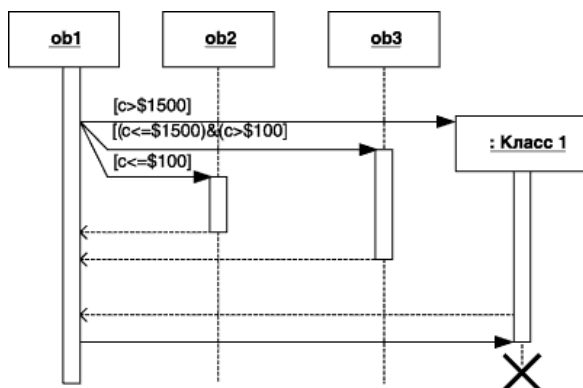 ob1
ob2
ob3
[c>$1500]
[(c<=$1500)&(c>$100]
[c<=$100]
: Класс 1